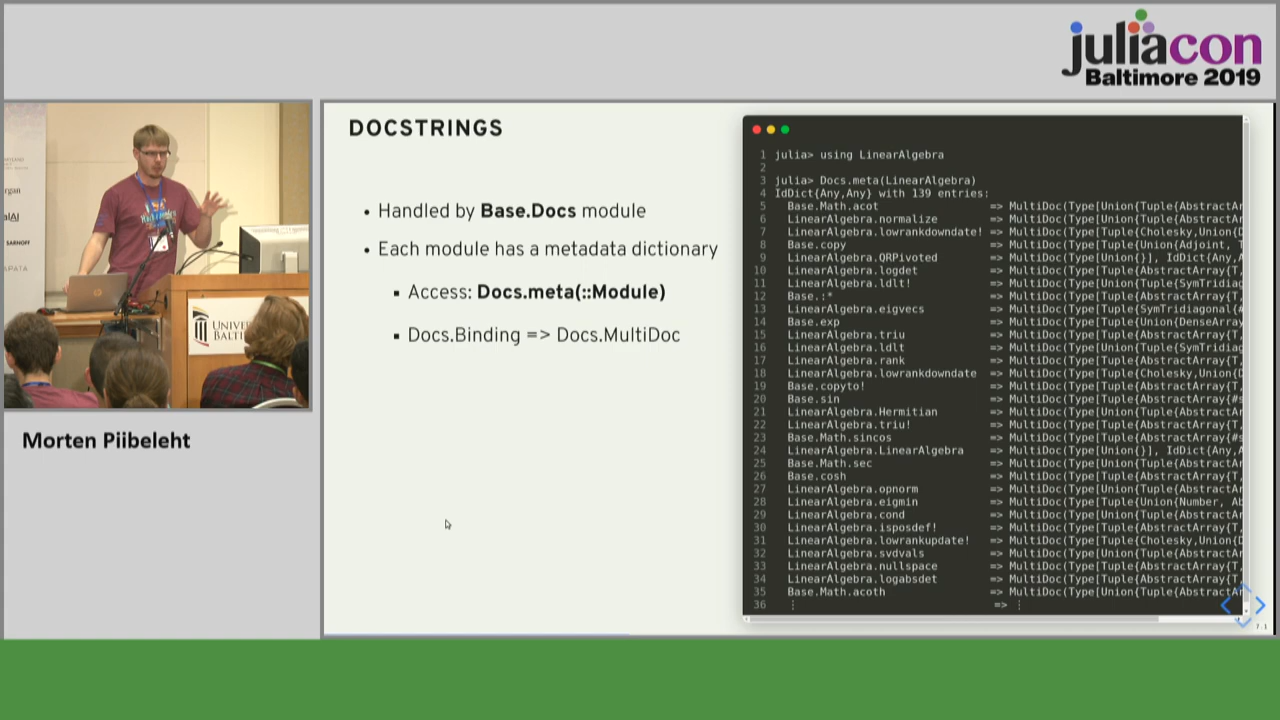 juliacon
Baltimore 2019
DOCSTRINGS
• Handled by Base.Docs module
• Each module has a metadata dictionary
▪ Access: Docs.meta(::Module)
▪ Docs.Binding => Docs.MultiDoc
1 julia> using LinearAlgebra
2
3 julia> Docs.meta(LinearAlgebra)
4 IdDict{Any,Any} with 139 entries:
5 Base.Math.acot => MultiDoc(Type[Union{Tuple{AbstractAr
6 LinearAlgebra.normalize => MultiDoc(Type[Union{Tuple{AbstractAr
7 LinearAlgebra.lowrankdowndate! => MultiDoc(Type[Tuple{Cholesky,Union{D
8 Base.copy => MultiDoc(Type[Tuple{Union{Adjoint, T
9 LinearAlgebra.QRPivoted => MultiDoc(Type[Union{}], IdDict{Any,A
10 LinearAlgebra.logdet => MultiDoc(Type[Tuple{AbstractArray{T,
11 LinearAlgebra.ldlt! => MultiDoc(Type[Union{Tuple{SymTridiag
12 Base.:* => MultiDoc(Type[Tuple{AbstractArray{T,
13 LinearAlgebra.eigvecs => MultiDoc(Type[Tuple{SymTridiagonal{#
14 Base.exp => MultiDoc(Type[Tuple{Union{DenseArray
15 LinearAlgebra.triu => MultiDoc(Type[Tuple{AbstractArray{T,
16 LinearAlgebra.ldlt => MultiDoc(Type[Union{Tuple{SymTridiag
17 LinearAlgebra.rank => MultiDoc(Type[Tuple{AbstractArray{T,
18 LinearAlgebra.lowrankdowndate => MultiDoc(Type[Tuple{Cholesky,Union{D
19 Base.copyto! => MultiDoc(Type[Tuple{AbstractArray{T,
20 Base.sin => MultiDoc(Type[Tuple{AbstractArray{#s
21 LinearAlgebra.Hermitian => MultiDoc(Type[Union{Tuple{AbstractAr
22 LinearAlgebra.triu! => MultiDoc(Type[Tuple{AbstractArray{T,
23 Base.Math.sincos => MultiDoc(Type[Tuple{AbstractArray{#s
24 LinearAlgebra.LinearAlgebra => MultiDoc(Type[Union{}], IdDict{Any,A
25 Base.Math.sec => MultiDoc(Type[Union{Tuple{AbstractAr
26 Base.cosh => MultiDoc(Type[Tuple{AbstractArray{T,
27 LinearAlgebra.opnorm => MultiDoc(Type[Union{Tuple{AbstractAr
28 LinearAlgebra.eigmin => MultiDoc(Type[Tuple{Union{Number, Ab
29 LinearAlgebra.cond => MultiDoc(Type[Union{Tuple{AbstractAr
30 LinearAlgebra.isposdef! => MultiDoc(Type[Tuple{AbstractArray{T,
31 LinearAlgebra.lowrankupdate! => MultiDoc(Type[Tuple{Cholesky,Union{D
32 LinearAlgebra.svdvals => MultiDoc(Type[Union{Tuple{AbstractAr
33 LinearAlgebra.nullspace => MultiDoc(Type[Union{Tuple{AbstractAr
34 LinearAlgebra.logabsdet => MultiDoc(Type[Tuple{AbstractArray{T
35 Base.Math.acoth => MultiDoc(Type[Union{Tuple{AbstractAr
36 ⋮ => ⋮
7.1
SARNOFF
UNIVE
BALTI
Morten Piibeleht